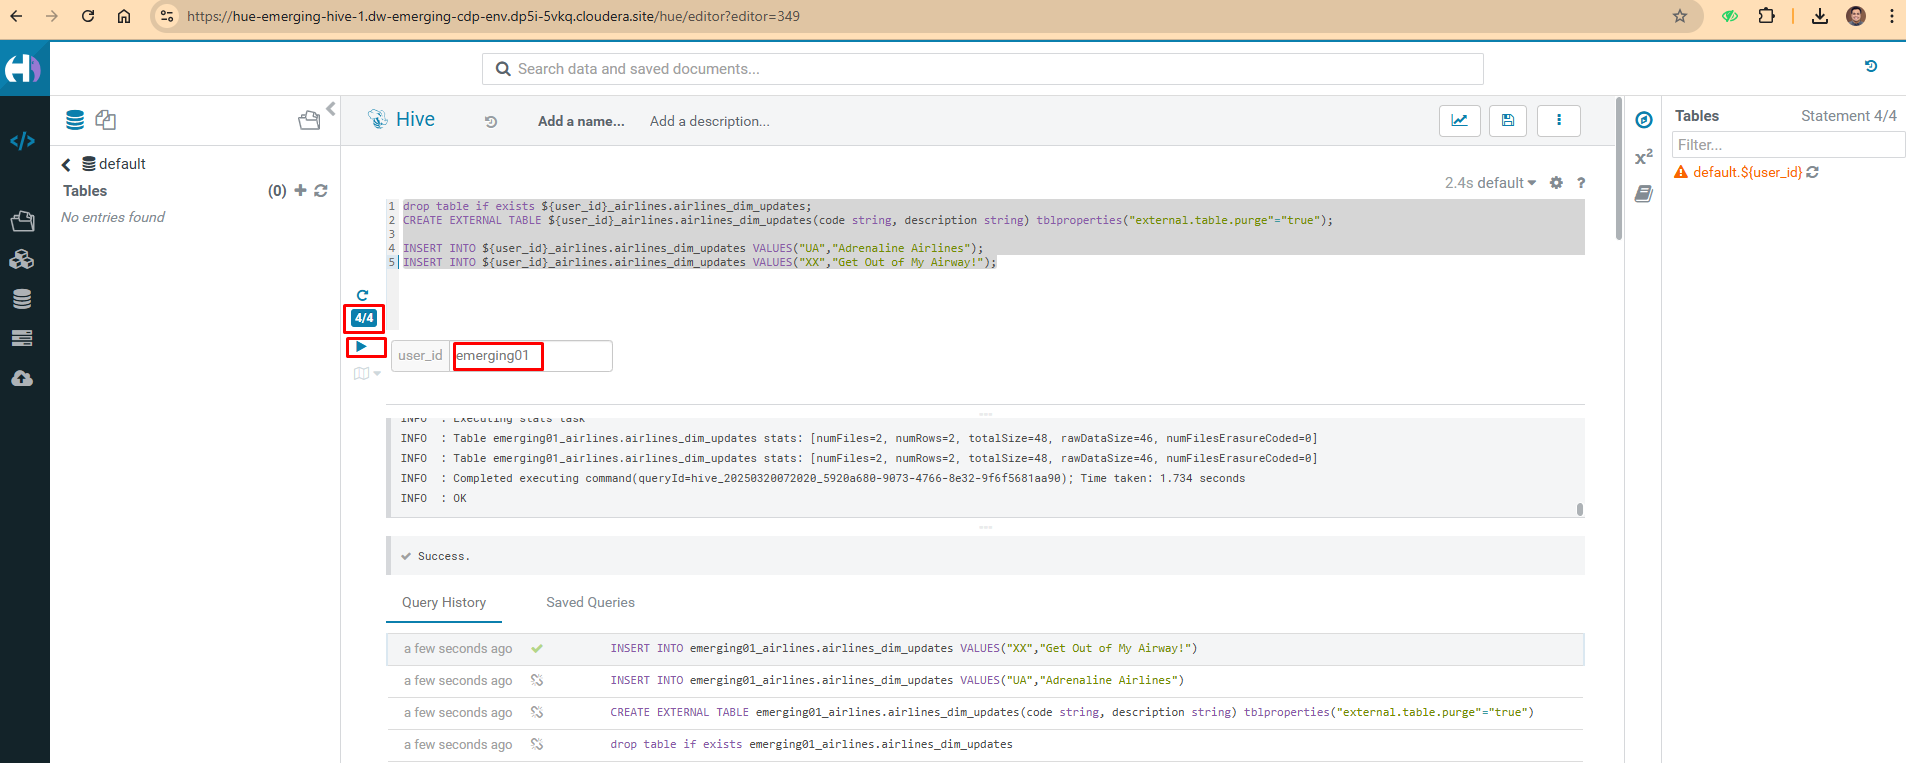 https://hue-emerging-hive-1.dw-emerging-cdp-env.dp5i-5vkq.cloudera.site/hue/editor?editor=349
Search data and saved documents...
Hive
Add a name...
Add a description...
default
Tables
(0)
No entries found
2.4s default
?
1 drop table if exists ${user_id}_airlines.airlines_dim_updates;
2 CREATE EXTERNAL TABLE ${user_id}_airlines.airlines_dim_updates(code string, description string) tblproperties("external.table.purge"="true");
3
4 INSERT INTO ${user_id}_airlines.airlines_dim_updates VALUES("UA","Adrenaline Airlines");
5 INSERT INTO ${user_id}_airlines.airlines_dim_updates VALUES("XX","Get Out of My Airway!");
4/4
user_id emerging01
INFO : Executing stats task
INFO : Table emerging01_airlines.airlines_dim_updates stats: [numFiles=2, numRows=2, totalSize=48, rawDataSize=46, numFilesErasureCoded=0]
INFO : Table emerging01_airlines.airlines_dim_updates stats: [numFiles=2, numRows=2, totalSize=48, rawDataSize=46, numFilesErasureCoded=0]
INFO : Completed executing command(queryId=hive_20250320072020_5920a680-9073-4766-8e32-9f6f5681aa90); Time taken: 1.734 seconds
INFO : OK
Success.
Query History
Saved Queries
a few seconds ago INSERT INTO emerging01_airlines.airlines_dim_updates VALUES("XX","Get Out of My Airway!")
a few seconds ago INSERT INTO emerging01_airlines.airlines_dim_updates VALUES("UA","Adrenaline Airlines")
a few seconds ago CREATE EXTERNAL TABLE emerging01_airlines.airlines_dim_updates(code string, description string) tblproperties("external.table.purge"="true")
a few seconds ago drop table if exists emerging01_airlines.airlines_dim_updates
x²
Tables
Statement 4/4
Filter...
default.${user_id}